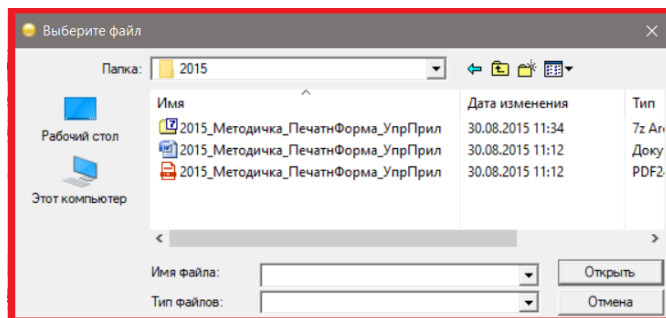 Выберите файл
Папка: 2015
Имя Дата изменения Тип
2015_Методичка_ПечатнФорма_УпрПрил 30.08.2015 11:34 7z Ar
2015_Методичка_ПечатнФорма_УпрПрил 30.08.2015 11:12 Доку
2015_Методичка_ПечатнФорма_УпрПрил 30.08.2015 11:12 PDF2
Рабочий стол
Этот компьютер
Имя файла: Открыть
Тип файлов: Отмена